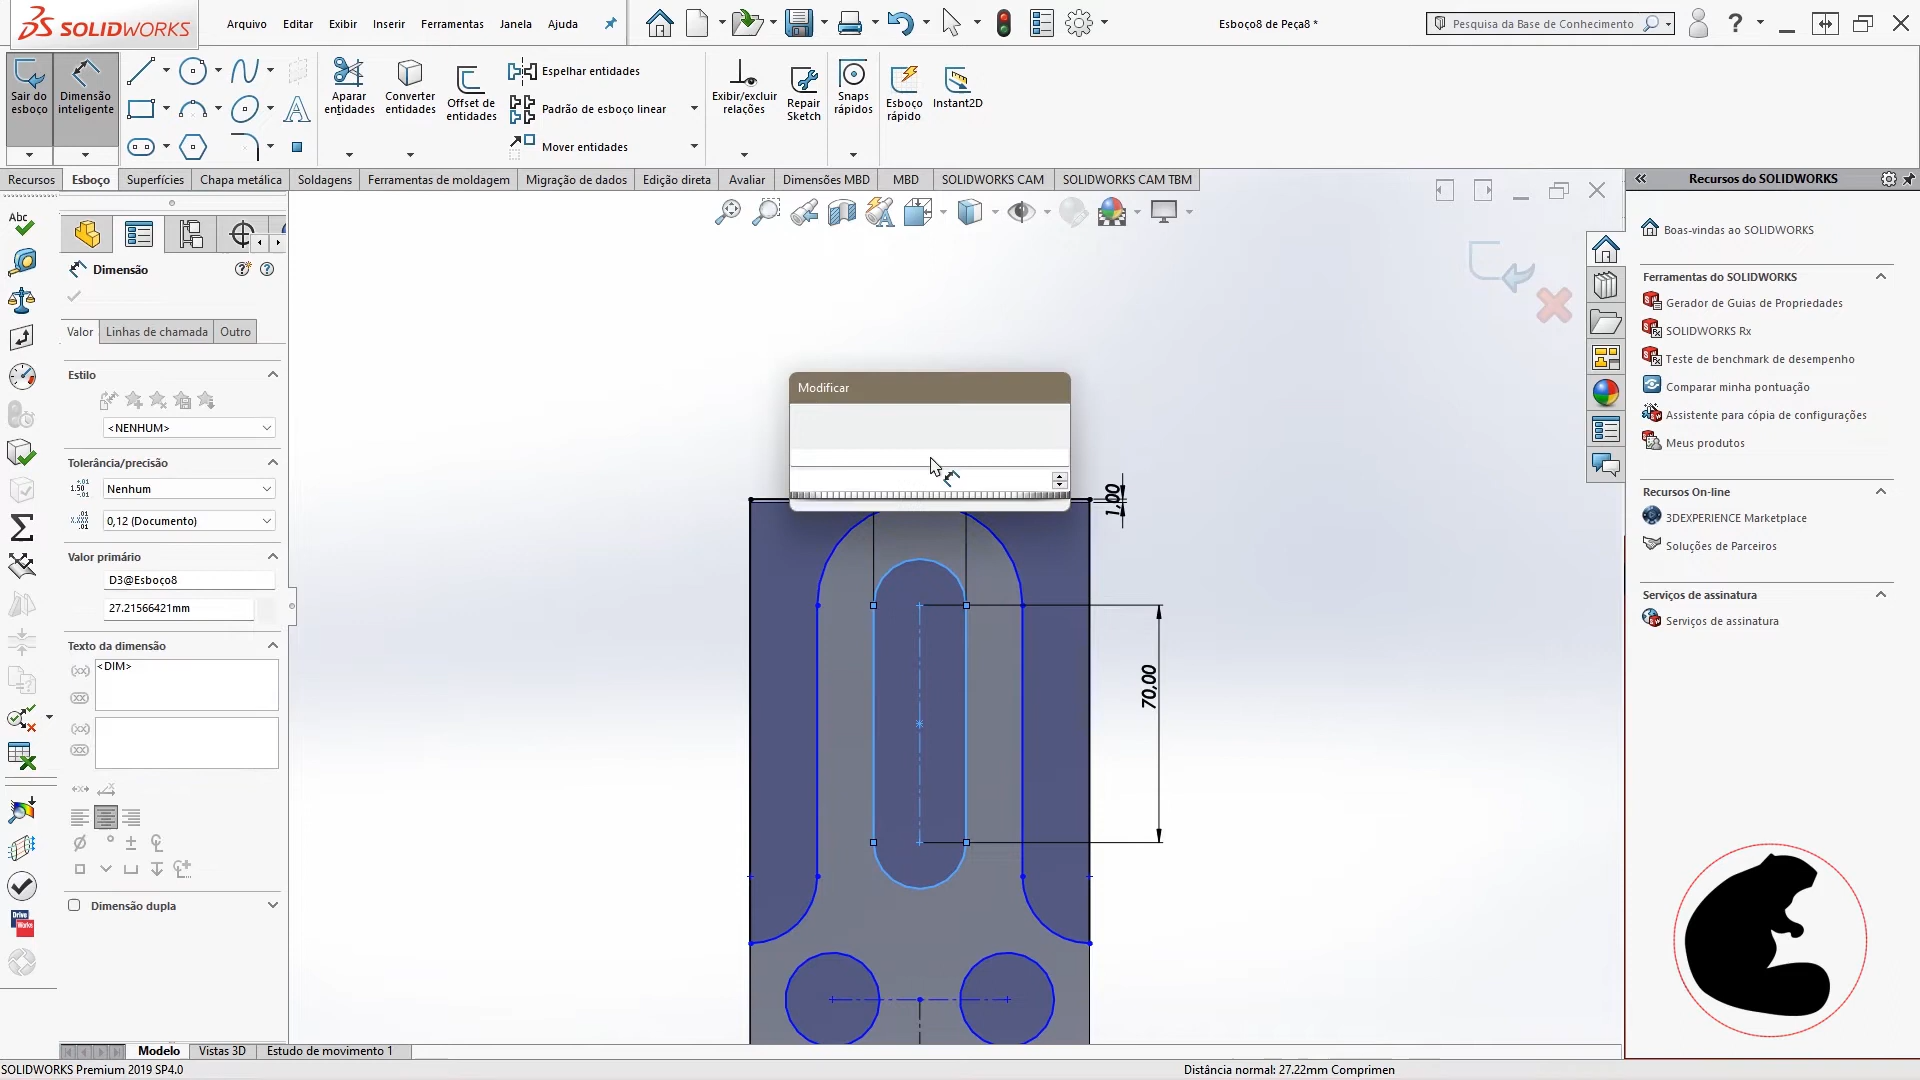 SOLIDWORKS
Arquivo Editar Exibir Inserir Ferramentas Janela Ajuda
Esboço8 de Peça8 *
Pesquisa da Base de Conhecimento
?
Sair do esboço
Dimensão inteligente
Aparar entidades
Converter entidades
Offset de entidades
Espelhar entidades
Padrão de esboço linear
Mover entidades
Exibir/excluir relações
Repair Sketch
Snaps rápidos
Esboço rápido
Instant2D
Recursos Esboço Superfícies Chapa metálica Soldagens Ferramentas de moldagem Migração de dados Edição direta Avaliar Dimensões MBD MBD SOLIDWORKS CAM SOLIDWORKS CAM TBM
Abc
Dimensão
Valor Linhas de chamada Outro
Estilo
<NENHUM>
Tolerância/precisão
Nenhum
0,12 (Documento)
Valor primário
D3@Esboço8
27.21566421mm
Texto da dimensão
<DIM>
Dimensão dupla
Modificar
1,00
70,00
Recursos do SOLIDWORKS
Boas-vindas ao SOLIDWORKS
Ferramentas do SOLIDWORKS
Gerador de Guias de Propriedades
SOLIDWORKS Rx
Teste de benchmark de desempenho
Comparar minha pontuação
Assistente para cópia de configurações
Meus produtos
Recursos On-line
3DEXPERIENCE Marketplace
Soluções de Parceiros
Serviços de assinatura
Serviços de assinatura
Modelo Vistas 3D Estudo de movimento 1
SOLIDWORKS Premium 2019 SP4.0
Distância normal: 27.22mm Comprimen